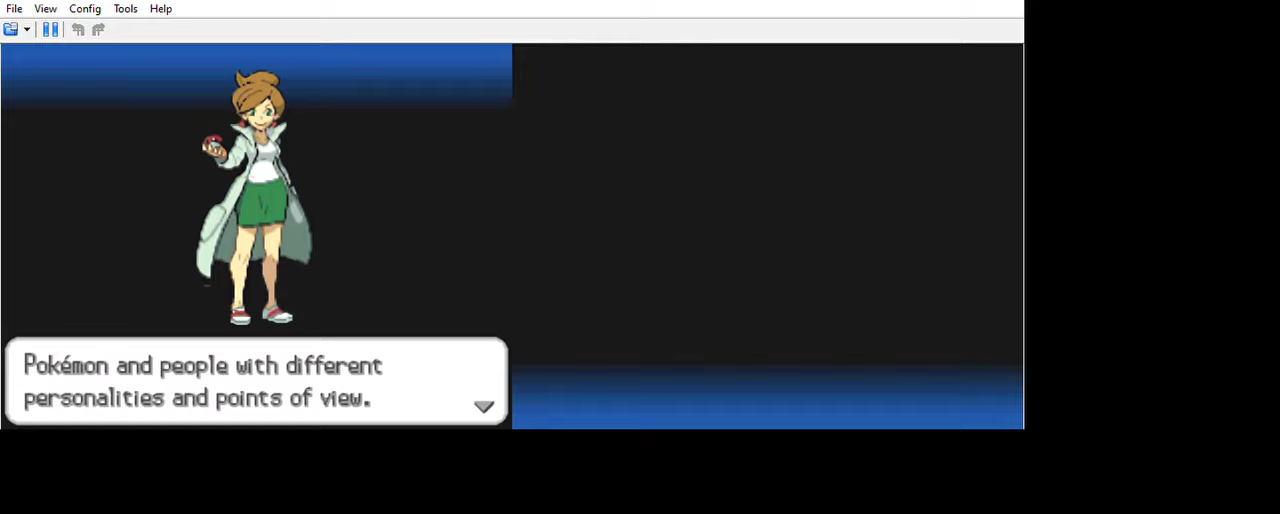 File View Config Tools Help
Pokémon and people with different
personalities and points of view.